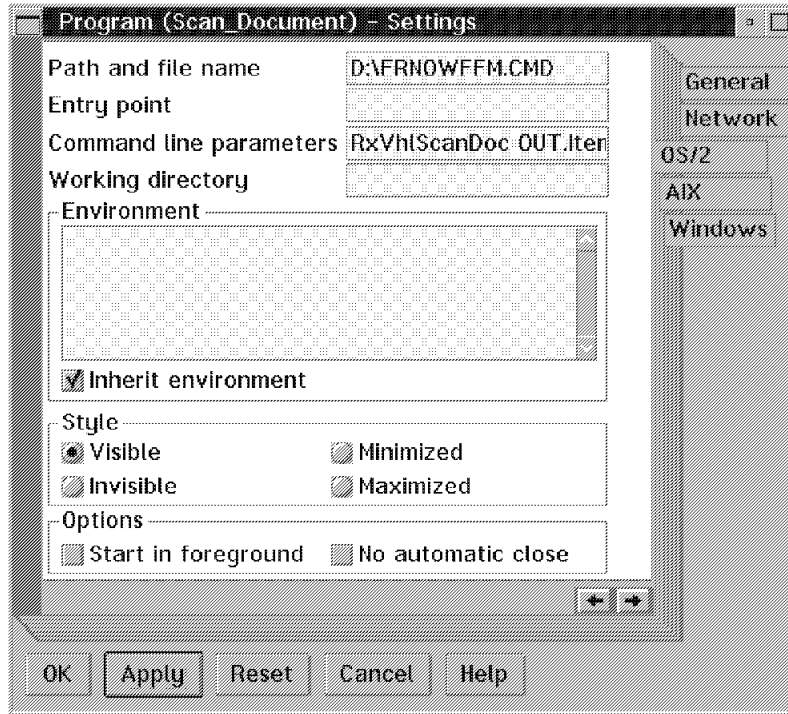 Program (Scan_Document) - Settings
Path and file name D:\FRNOWFFM.CMD
Entry point
Command line parameters RxVhlScanDoc OUT.Iten
Working directory
Environment
Inherit environment
Style
Visible Minimized
Invisible Maximized
Options
Start in foreground No automatic close
General
Network
OS/2
AIX
Windows
OK Apply Reset Cancel Help